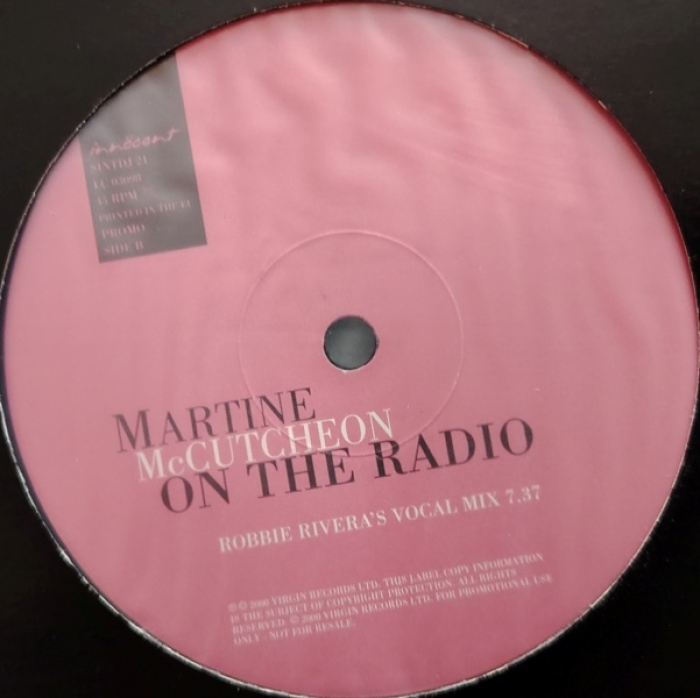 innocent
SINTDJ 21
LC 03098
45 RPM
PRINTED IN THE EU
PROMO
SIDE B
MARTINE
McCUTCHEON
ON THE RADIO
ROBBIE RIVERA'S VOCAL MIX 7.37
℗ © 2000 VIRGIN RECORDS LTD. THIS LABEL COPY INFORMATION
IS THE SUBJECT OF COPYRIGHT PROTECTION. ALL RIGHTS
RESERVED. © 2000 VIRGIN RECORDS LTD. FOR PROMOTIONAL USE
ONLY - NOT FOR RESALE.